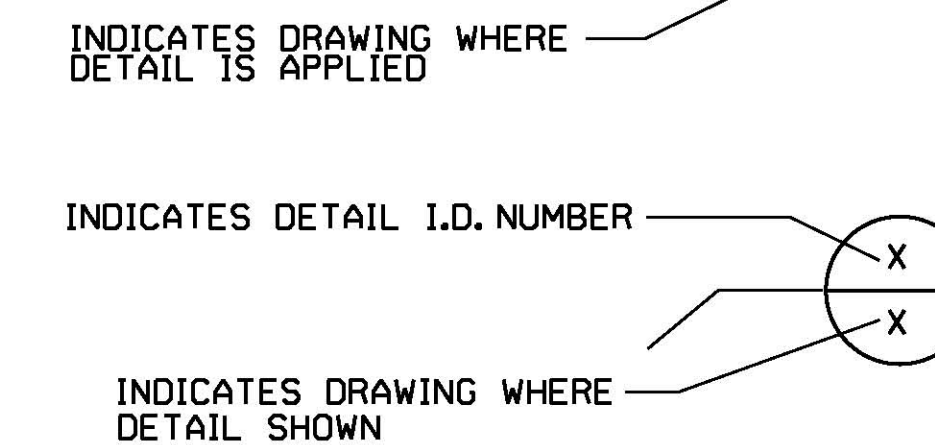 INDICATES DRAWING WHERE
DETAIL IS APPLIED
INDICATES DETAIL I.D. NUMBER
X
X
INDICATES DRAWING WHERE
DETAIL SHOWN